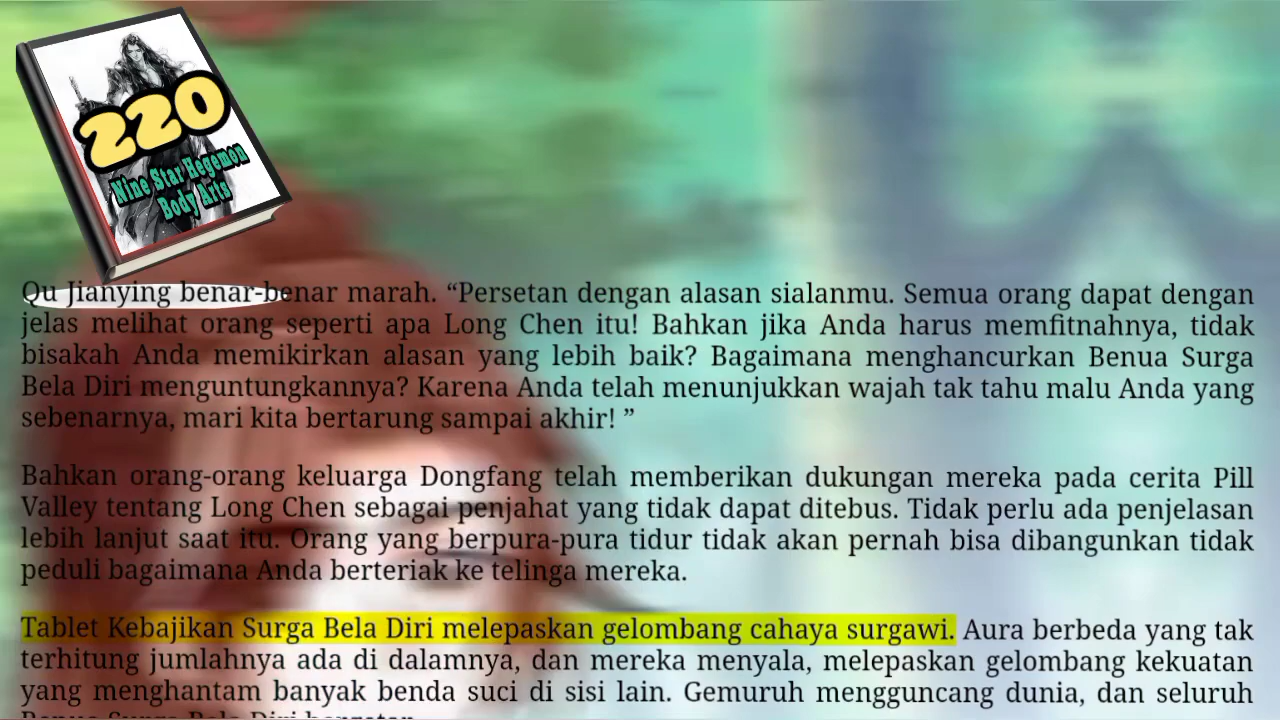 220
Nine Star Hegemon
Body Arts
Qu Jianying benar-benar marah. “Persetan dengan alasan sialanmu. Semua orang dapat dengan
jelas melihat orang seperti apa Long Chen itu! Bahkan jika Anda harus memfitnahnya, tidak
bisakah Anda memikirkan alasan yang lebih baik? Bagaimana menghancurkan Benua Surga
Bela Diri menguntungkannya? Karena Anda telah menunjukkan wajah tak tahu malu Anda yang
sebenarnya, mari kita bertarung sampai akhir! ”
Bahkan orang-orang keluarga Dongfang telah memberikan dukungan mereka pada cerita Pill
Valley tentang Long Chen sebagai penjahat yang tidak dapat ditebus. Tidak perlu ada penjelasan
lebih lanjut saat itu. Orang yang berpura-pura tidur tidak akan pernah bisa dibangunkan tidak
peduli bagaimana Anda berteriak ke telinga mereka.
Tablet Kebajikan Surga Bela Diri melepaskan gelombang cahaya surgawi. Aura berbeda yang tak
terhitung jumlahnya ada di dalamnya, dan mereka menyala, melepaskan gelombang kekuatan
yang menghantam banyak benda suci di sisi lain. Gemuruh mengguncang dunia, dan seluruh